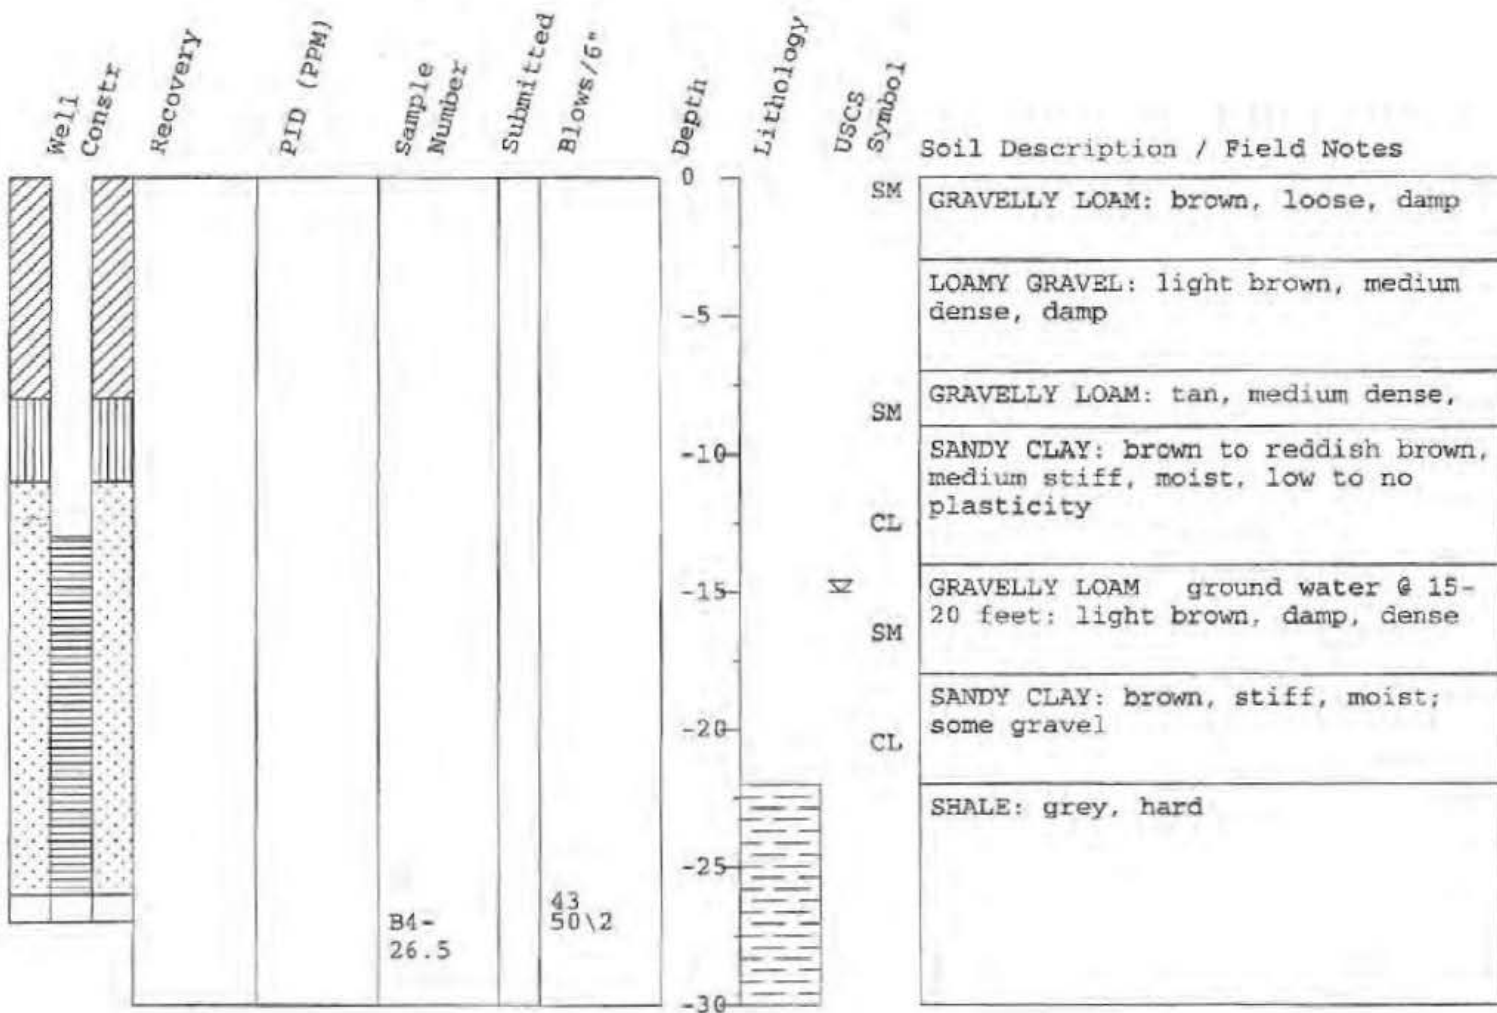 Well
Constr
Recovery
PID (PPM)
Sample
Number
Submitted
Blows/6"
Depth
Lithology
USCS
Symbol
Soil Description / Field Notes
0
SM
GRAVELLY LOAM: brown, loose, damp
LOAMY GRAVEL: light brown, medium
dense, damp
-5
GRAVELLY LOAM: tan, medium dense,
SM
SANDY CLAY: brown to reddish brown,
medium stiff, moist, low to no
plasticity
-10
CL
GRAVELLY LOAM ground water @ 15-
20 feet: light brown, damp, dense
-15
SM
SANDY CLAY: brown, stiff, moist;
some gravel
-20
CL
SHALE: grey, hard
-25
B4-
26.5
43
50\2
-30